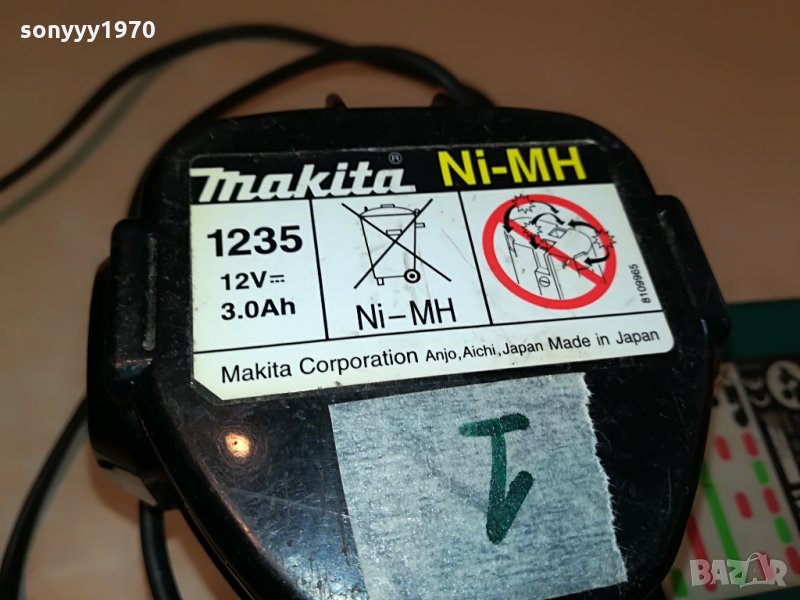 sonyyy1970
makita® Ni-MH
1235
12V⎓
3.0Ah
Ni-MH
8109965
Makita Corporation Anjo, Aichi, Japan Made in Japan
BAZAR